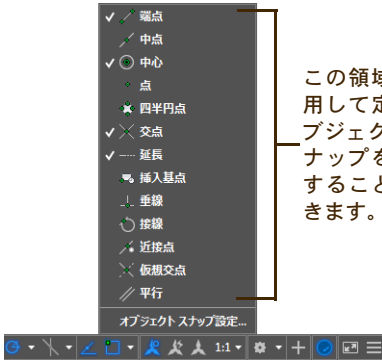 端点
中点
中心
点
四半円点
交点
延長
挿入基点
垂線
接線
近接点
仮想交点
平行
オブジェクト スナップ設定...
1:1
この領域
用して定
ブジェク
ナップを
すること
きます。